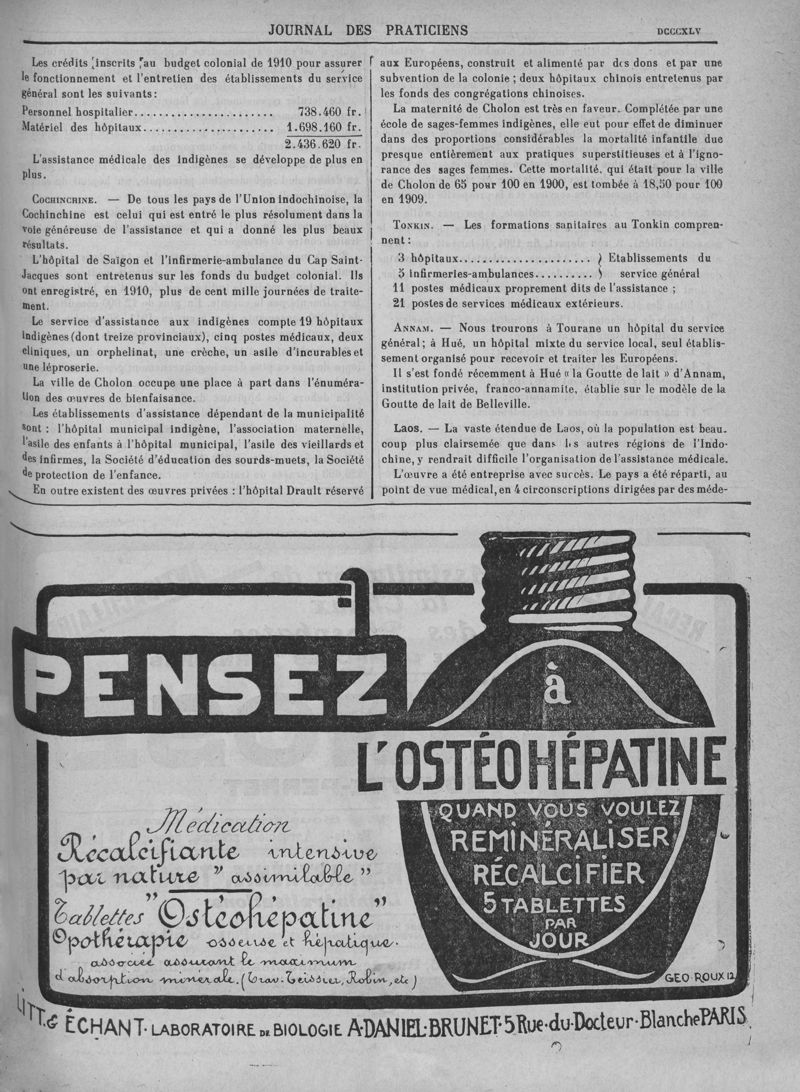 JOURNAL DES PRATICIENS
DCCCXLV
Les crédits inscrits au budget colonial de 1910 pour assurer
le fonctionnement et l'entretien des établissements du service
général sont les suivants:
Personnel hospitalier....................... 738.460 fr.
Matériel des hôpitaux...................... 1.698.160 fr.
2.436.620 fr.
L'assistance médicale des indigènes se développe de plus en
plus.
COCHINCHINE. — De tous les pays de l'Union indochinoise, la
Cochinchine est celui qui est entré le plus résolument dans la
voie généreuse de l'assistance et qui a donné les plus beaux
résultats.
L'hôpital de Saïgon et l'infirmerie-ambulance du Cap Saint-
Jacques sont entretenus sur les fonds du budget colonial. Ils
ont enregistré, en 1910, plus de cent mille journées de traite-
ment.
Le service d'assistance aux indigènes compte 19 hôpitaux
indigènes (dont treize provinciaux), cinq postes médicaux, deux
cliniques, un orphelinat, une crèche, un asile d'incurables et
une léproserie.
La ville de Cholon occupe une place à part dans l'énuméra-
tion des œuvres de bienfaisance.
Les établissements d'assistance dépendant de la municipalité
sont : l'hôpital municipal indigène, l'association maternelle,
l'asile des enfants à l'hôpital municipal, l'asile des vieillards et
des infirmes, la Société d'éducation des sourds-muets, la Société
de protection de l'enfance.
En outre existent des œuvres privées : l'hôpital Drault réservé
aux Européens, construit et alimenté par des dons et par une
subvention de la colonie ; deux hôpitaux chinois entretenus par
les fonds des congrégations chinoises.
La maternité de Cholon est très en faveur. Complétée par une
école de sages-femmes indigènes, elle eut pour effet de diminuer
dans des proportions considérables la mortalité infantile due
presque entièrement aux pratiques superstitieuses et à l'igno-
rance des sages femmes. Cette mortalité, qui était pour la ville
de Cholon de 65 pour 100 en 1900, est tombée à 18,50 pour 100
en 1909.
TONKIN. — Les formations sanitaires au Tonkin compren-
nent :
3 hôpitaux...................... ) Etablissements du
5 infirmeries-ambulances.......... ) service général
11 postes médicaux proprement dits de l'assistance ;
21 postes de services médicaux extérieurs.
ANNAM. — Nous trourons à Tourane un hôpital du service
général ; à Hué, un hôpital mixte du service local, seul établis-
sement organisé pour recevoir et traiter les Européens.
Il s'est fondé récemment à Hué « la Goutte de lait » d'Annam,
institution privée, franco-annamite, établie sur le modèle de la
Goutte de lait de Belleville.
LAOS. — La vaste étendue de Laos, où la population est beau.
coup plus clairsemée que dans les autres régions de l'Indo-
chine, y rendrait difficile l'organisation de l'assistance médicale.
L'œuvre a été entreprise avec succès. Le pays a été réparti, au
point de vue médical, en 4 circonscriptions dirigées par des méde-
PENSEZ
à
L'OSTÉOHÉPATINE
QUAND VOUS VOULEZ
REMINÉRALISER
RÉCALCIFIER
5 TABLETTES
PAR
JOUR
Médication
Récalcifiante intensive
par nature "assimilable"
Tablettes "Ostéohépatine"
Opothérapie osseuse et hépatique.
associée assurant le maximum
d'absorption minérale. (Trav. Teissier, Robin, etc)
GEO ROUX 12
LITT. & ÉCHANT. LABORATOIRE DE BIOLOGIE A. DANIEL-BRUNET. 5 Rue du Docteur-Blanche PARIS